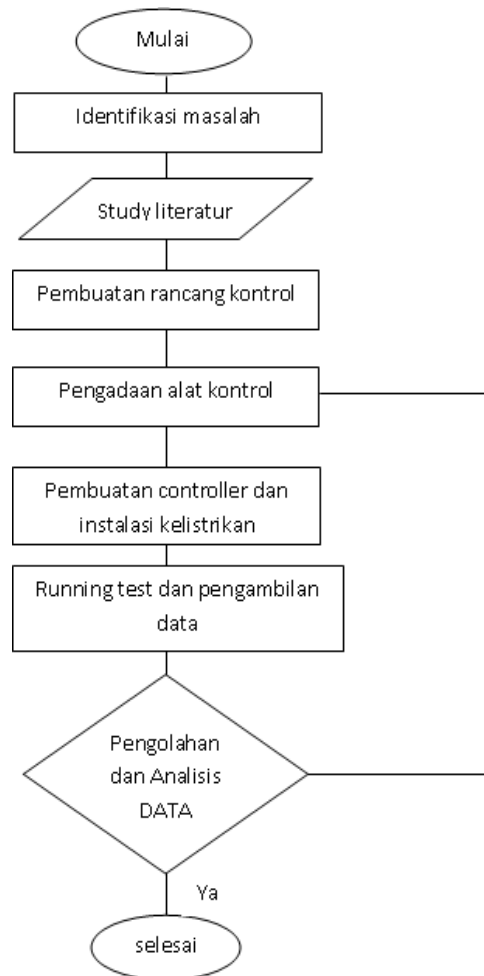 Mulai
Identifikasi masalah
Study literatur
Pembuatan rancang kontrol
Pengadaan alat kontrol
Pembuatan controller dan
instalasi kelistrikan
Running test dan pengambilan
data
Pengolahan
dan Analisis
DATA
Ya
selesai